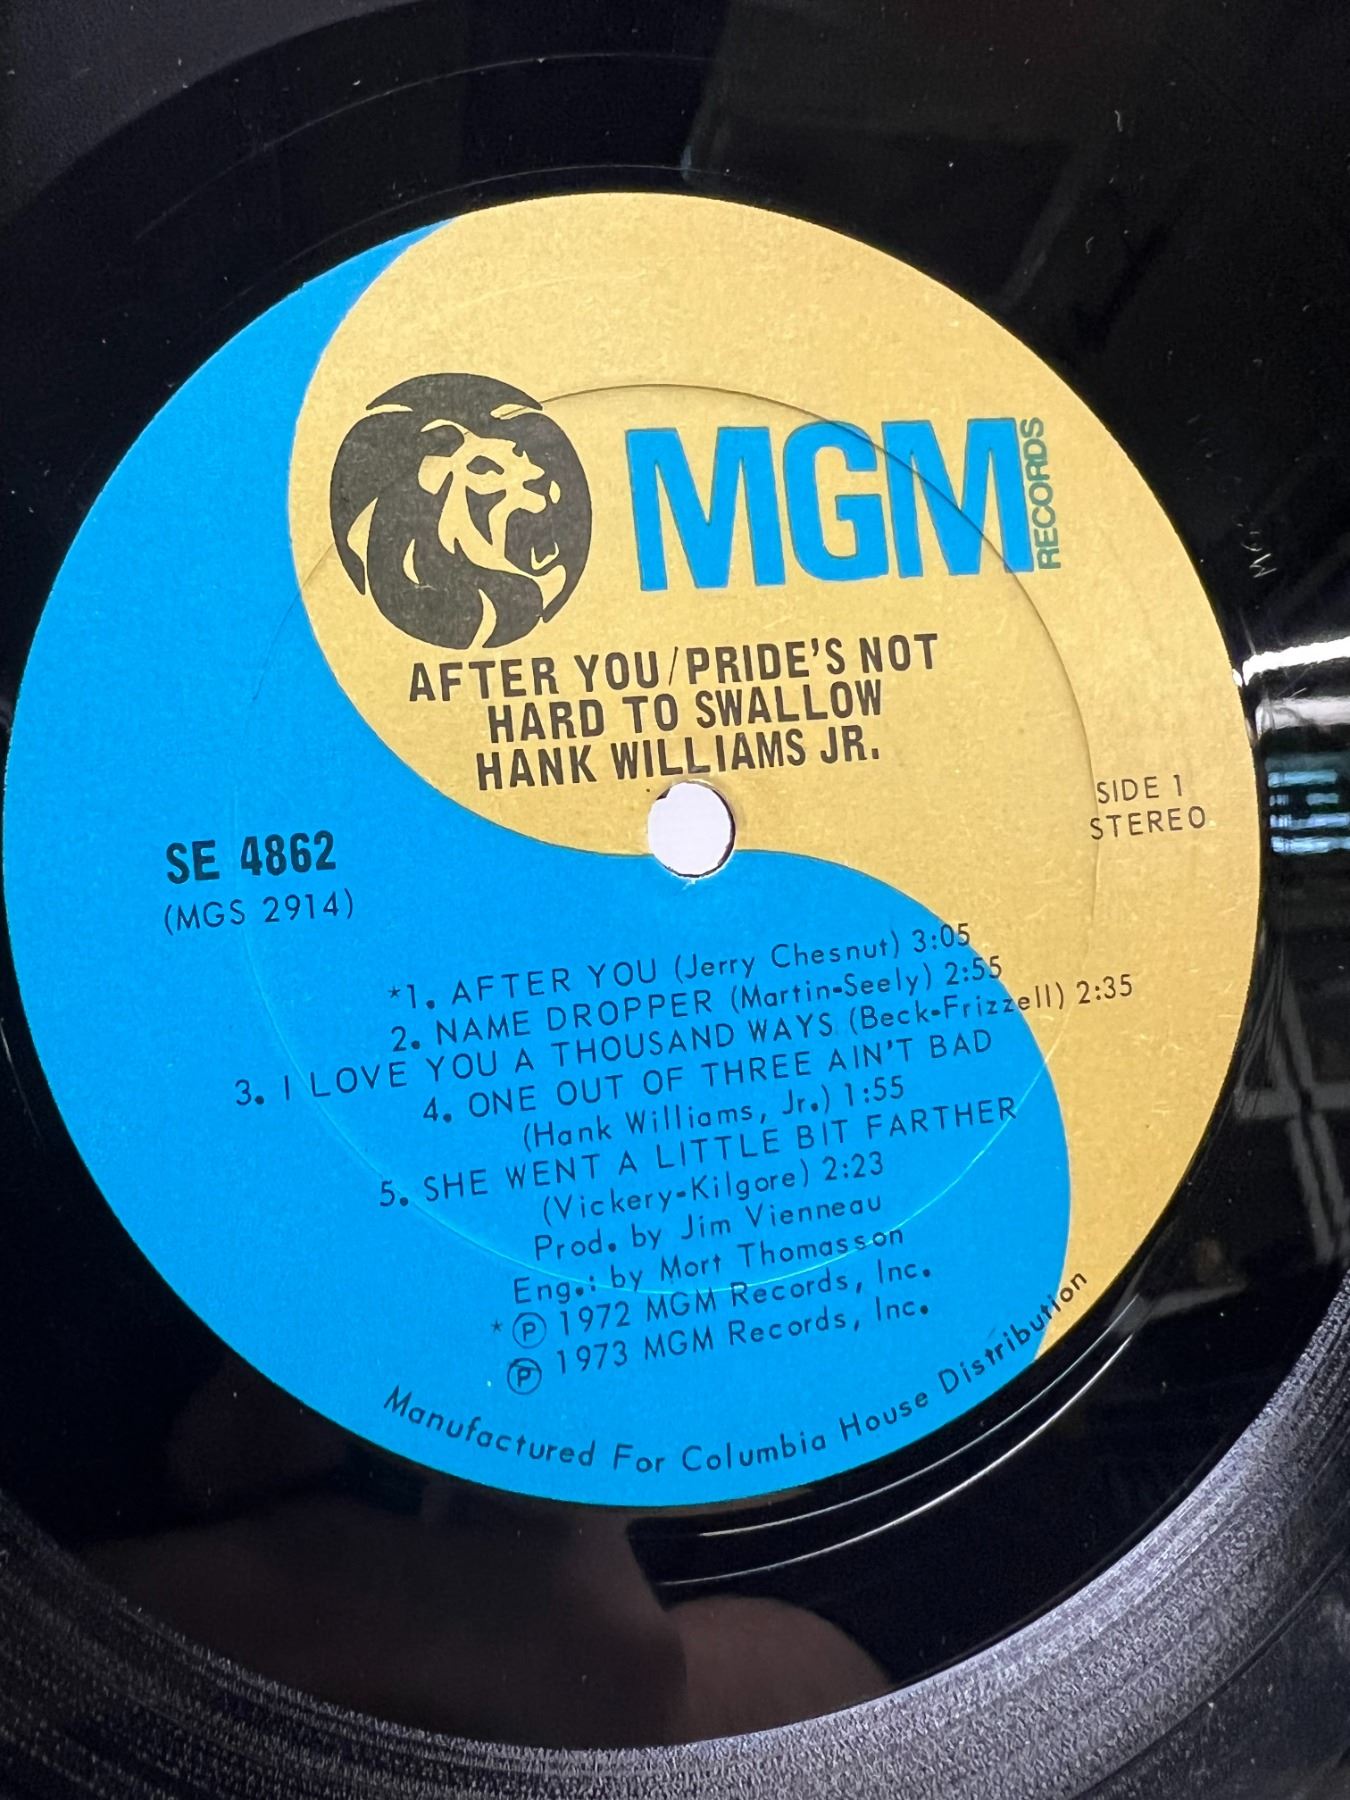 MGM RECORDS
AFTER YOU/PRIDE'S NOT
HARD TO SWALLOW
HANK WILLIAMS JR.
SIDE 1
STEREO
SE 4862
(MGS 2914)
*1. AFTER YOU (Jerry Chesnut) 3:05
2. NAME DROPPER (Martin-Seely) 2:55
3. I LOVE YOU A THOUSAND WAYS (Beck-Frizzell) 2:35
4. ONE OUT OF THREE AIN'T BAD
(Hank Williams, Jr.) 1:55
5. SHE WENT A LITTLE BIT FARTHER
(Vickery-Kilgore) 2:23
Prod. by Jim Vienneau
Eng.: by Mort Thomasson
* ℗ 1972 MGM Records, Inc.
℗ 1973 MGM Records, Inc.
Manufactured For Columbia House Distribution